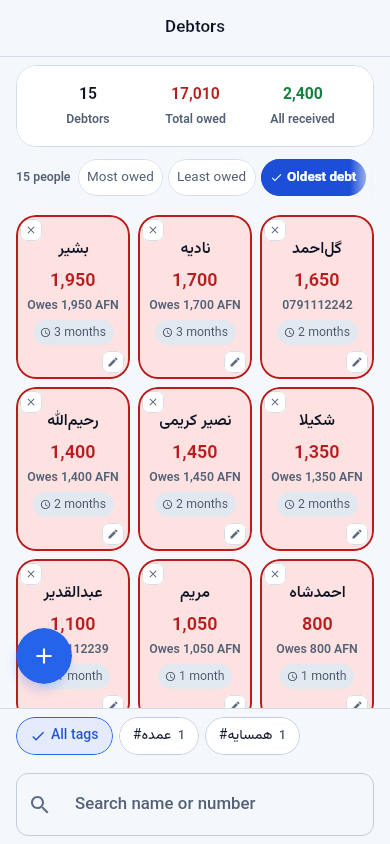 Debtors
15
Debtors
17,010
Total owed
2,400
All received
15 people
Most owed
Least owed
Oldest debt
بشیر
1,950
Owes 1,950 AFN
3 months
نادیه
1,700
Owes 1,700 AFN
3 months
گل‌احمد
1,650
0791112242
2 months
رحیم‌الله
1,400
Owes 1,400 AFN
2 months
نصیر کریمی
1,450
Owes 1,450 AFN
2 months
شکیلا
1,350
Owes 1,350 AFN
2 months
عبدالقدیر
1,100
112239
month
مریم
1,050
Owes 1,050 AFN
1 month
احمدشاه
800
Owes 800 AFN
1 month
All tags
#عمده 1
#همسایه 1
Search name or number